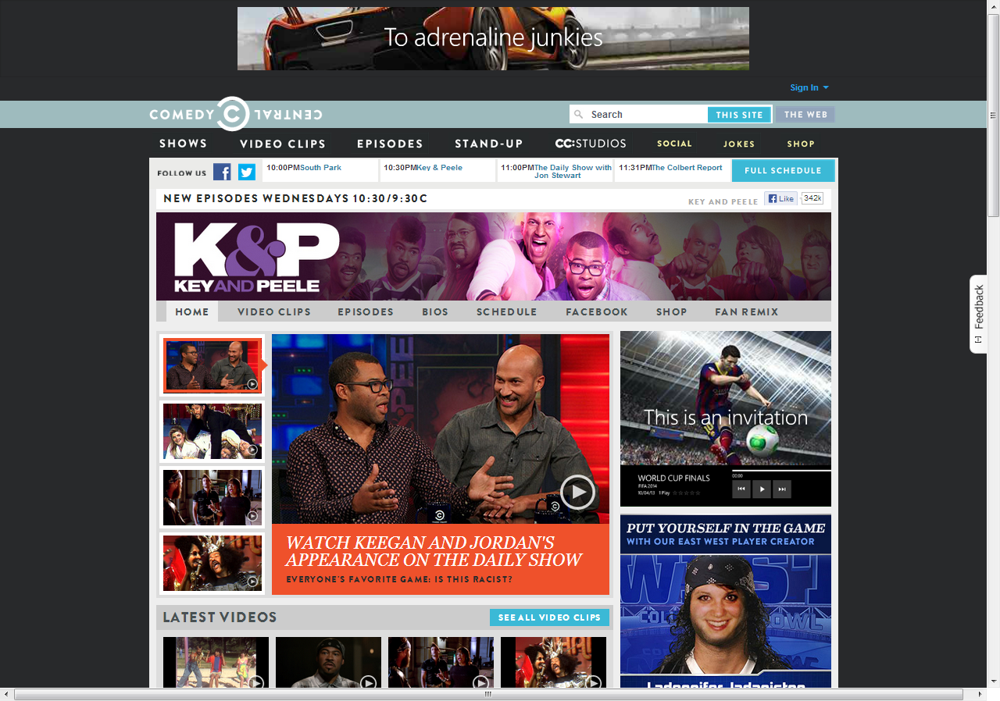 To adrenaline junkies
Sign In
COMEDY CENTRAL
Search
THIS SITE
THE WEB
SHOWS
VIDEO CLIPS
EPISODES
STAND-UP
CC:STUDIOS
SOCIAL
JOKES
SHOP
FOLLOW US
10:00PMSouth Park
10:30PMKey & Peele
11:00PMThe Daily Show with
Jon Stewart
11:31PMThe Colbert Report
FULL SCHEDULE
NEW EPISODES WEDNESDAYS 10:30/9:30C
KEY AND PEELE
Like
342k
K&P
KEYANDPEELE
HOME
VIDEO CLIPS
EPISODES
BIOS
SCHEDULE
FACEBOOK
SHOP
FAN REMIX
Feedback
This is an invitation
WORLD CUP FINALS
FIFA 2014
10/04/13 1 Play
00:00
WATCH KEEGAN AND JORDAN'S
APPEARANCE ON THE DAILY SHOW
EVERYONE'S FAVORITE GAME: IS THIS RACIST?
PUT YOURSELF IN THE GAME
WITH OUR EAST WEST PLAYER CREATOR
LATEST VIDEOS
SEE ALL VIDEO CLIPS